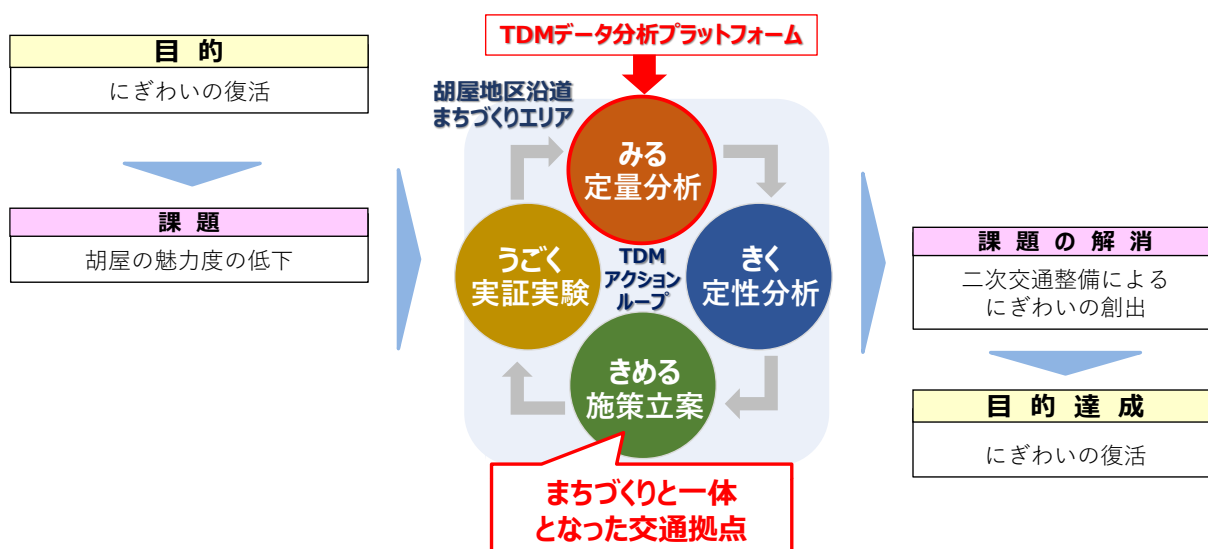 目的
にぎわいの復活
課題
胡屋の魅力度の低下
TDMデータ分析プラットフォーム
胡屋地区沿道
まちづくりエリア
みる
定量分析
きく
定性分析
きめる
施策立案
うごく
実証実験
TDM
アクション
ループ
まちづくりと一体
となった交通拠点
課題の解消
二次交通整備による
にぎわいの創出
目的達成
にぎわいの復活